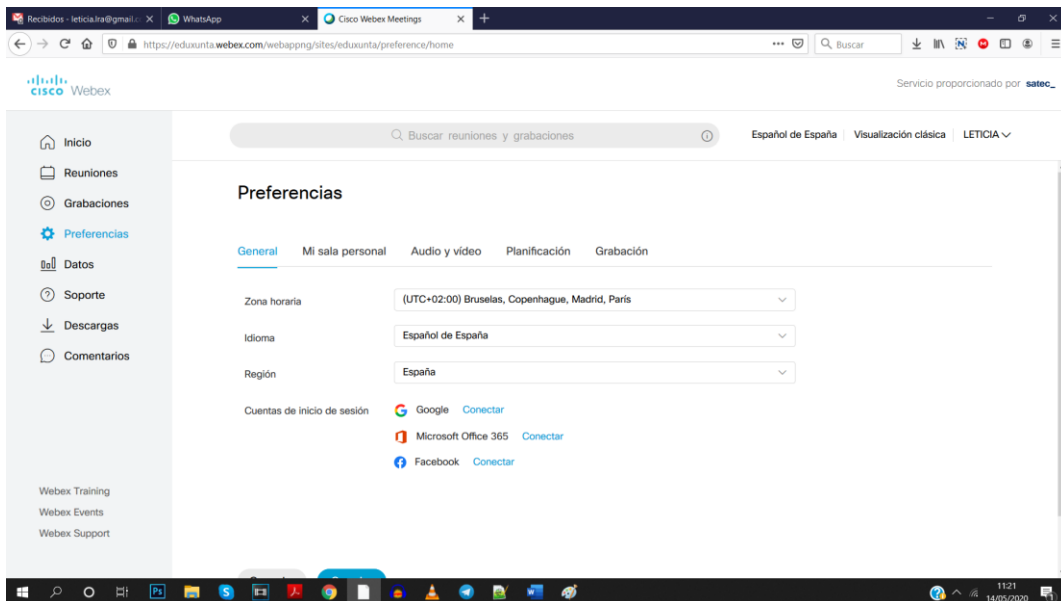 Recibidos - leticia.lra@gmail.c
WhatsApp
Cisco Webex Meetings
https://eduxunta.webex.com/webappng/sites/eduxunta/preference/home
Buscar
cisco Webex
Servicio proporcionado por satec_
Buscar reuniones y grabaciones
Español de España
Visualización clásica
LETICIA
Inicio
Reuniones
Grabaciones
Preferencias
Datos
Soporte
Descargas
Comentarios
Webex Training
Webex Events
Webex Support
Preferencias
General Mi sala personal Audio y vídeo Planificación Grabación
Zona horaria (UTC+02:00) Bruselas, Copenhague, Madrid, París
Idioma Español de España
Región España
Cuentas de inicio de sesión Google Conectar
Microsoft Office 365 Conectar
Facebook Conectar
11:21
14/05/2020